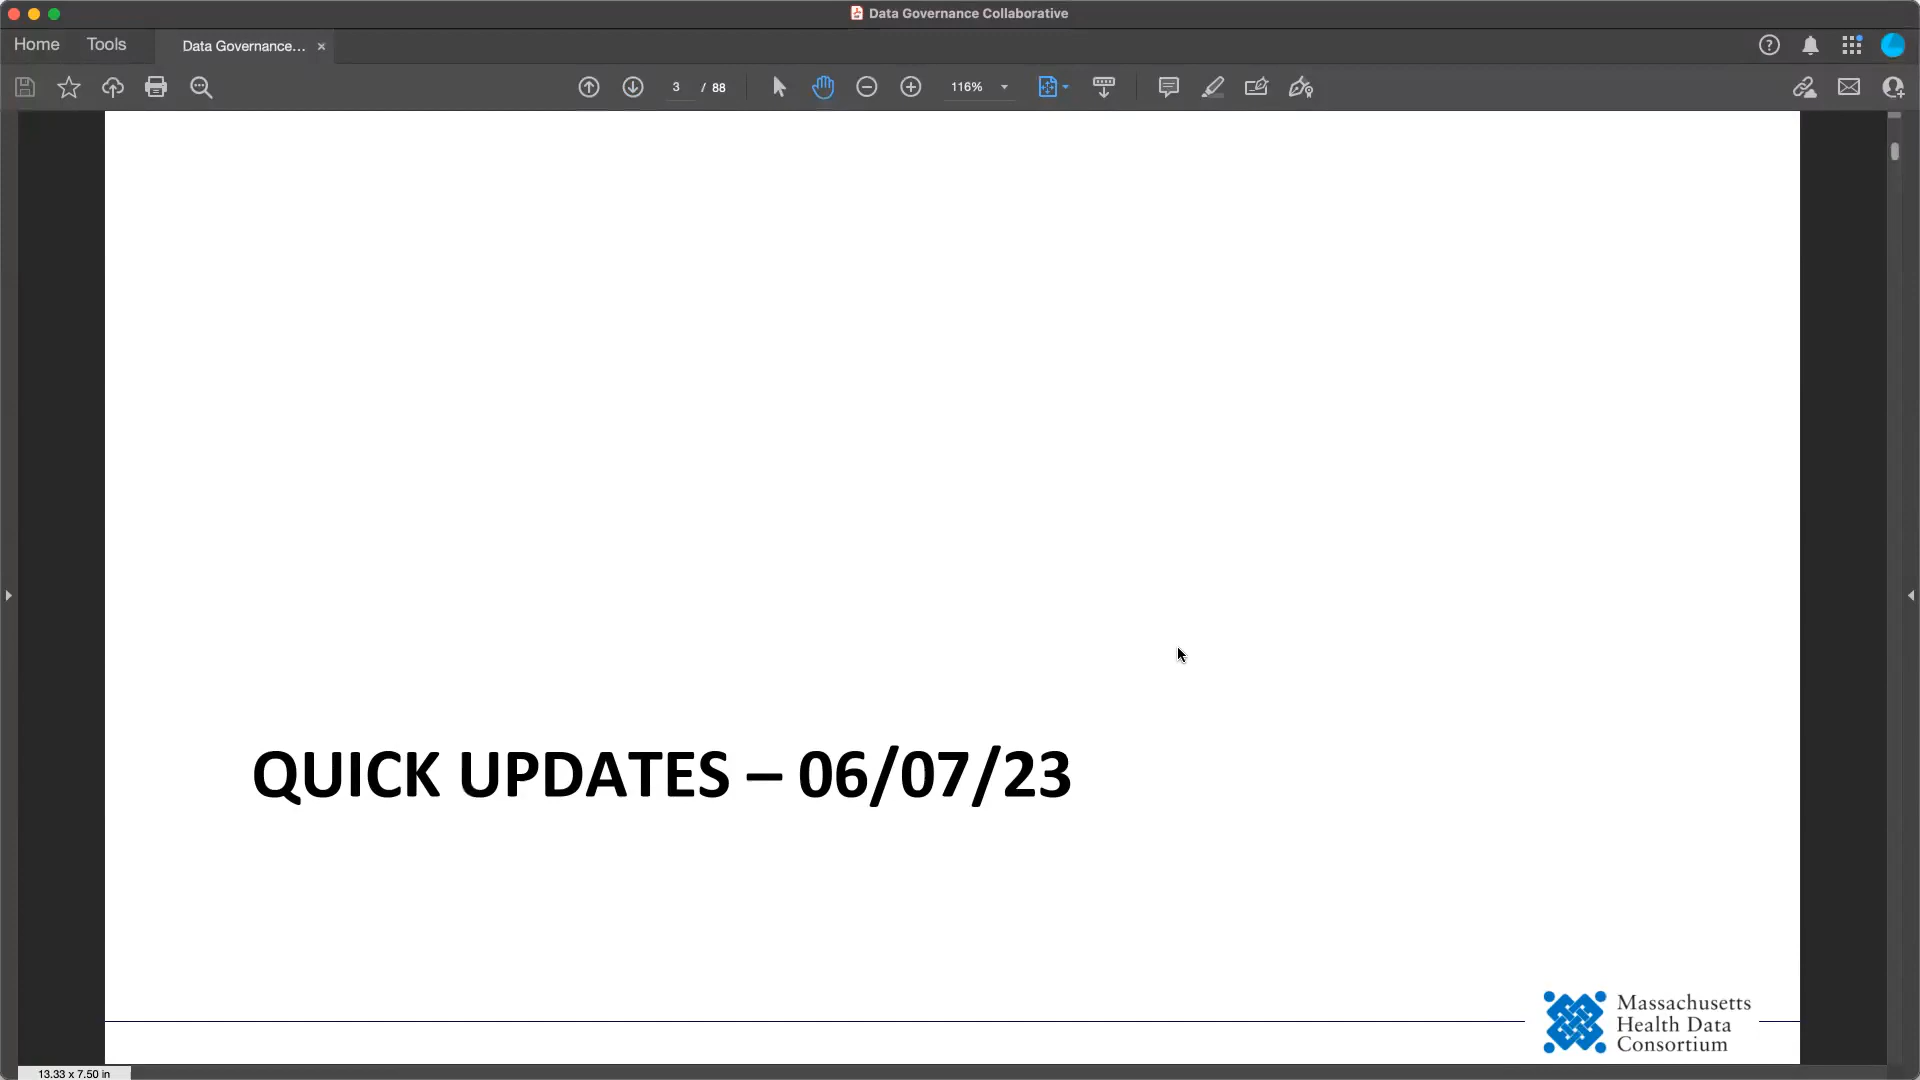 Data Governance Collaborative
Home
Tools
Data Governance...
3 / 88
116%
QUICK UPDATES – 06/07/23
Massachusetts
Health Data
Consortium
13.33 x 7.50 in